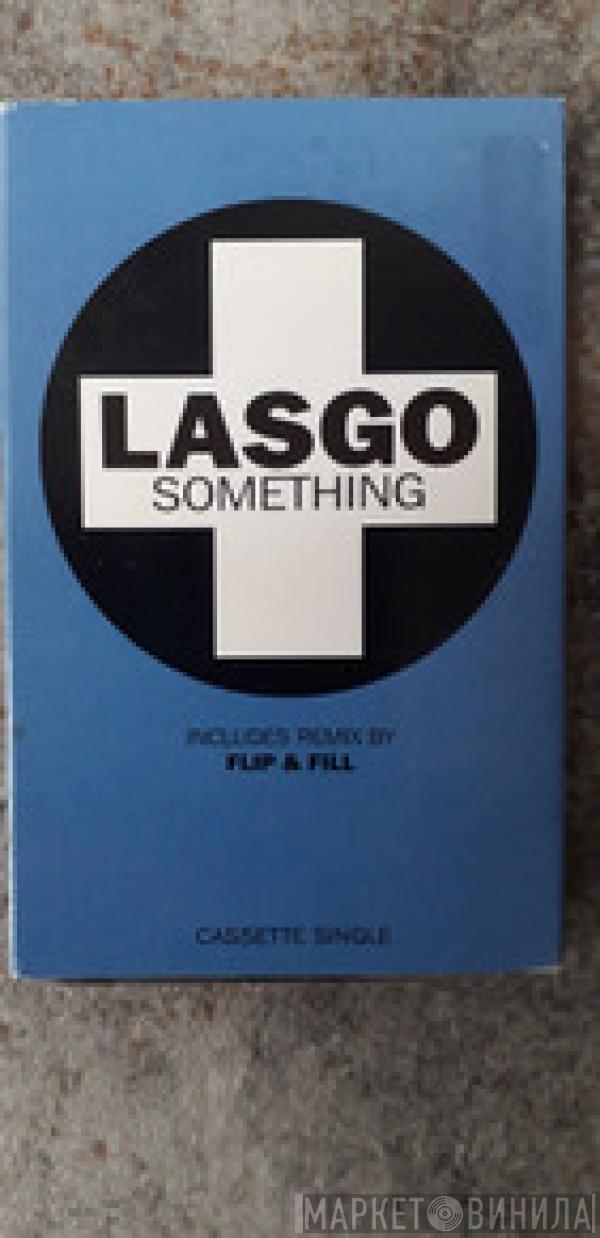 LASGO
SOMETHING
INCLUDES REMIX BY
FLIP & FILL
CASSETTE SINGLE
МАРКЕТ ВИНИЛА